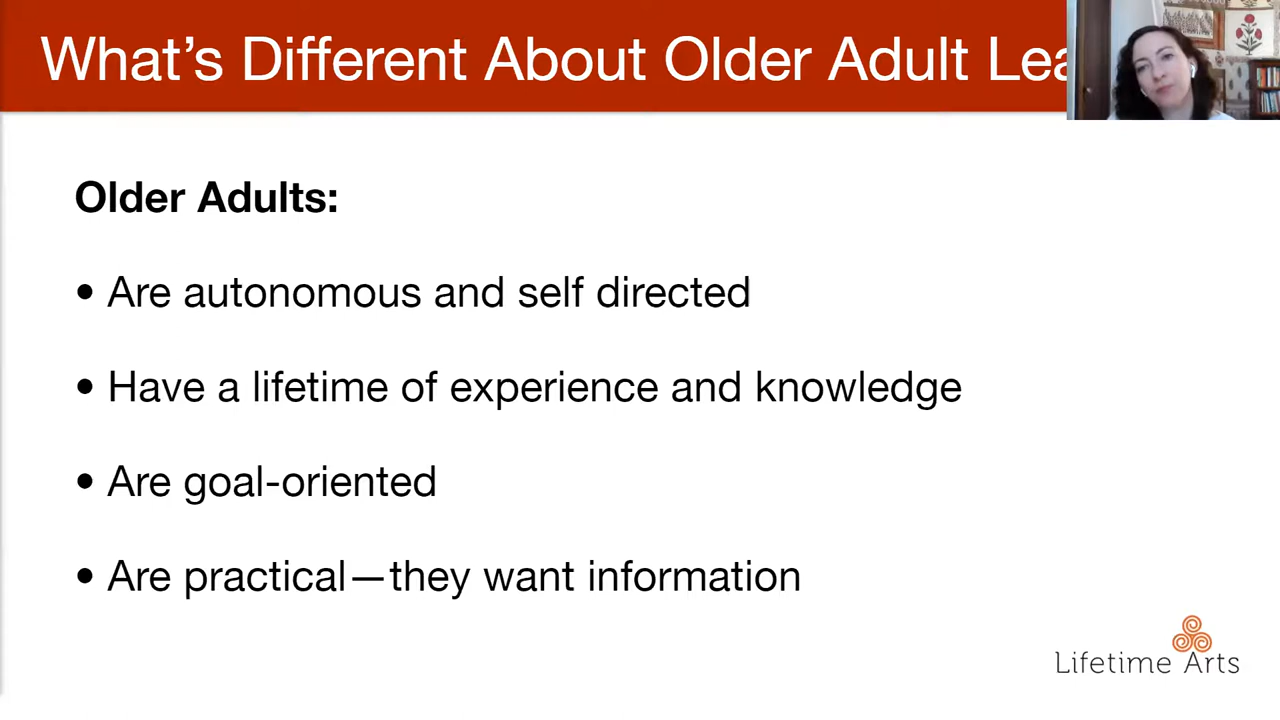 What’s Different About Older Adult Lea
Older Adults:
• Are autonomous and self directed
• Have a lifetime of experience and knowledge
• Are goal-oriented
• Are practical—they want information
Lifetime Arts